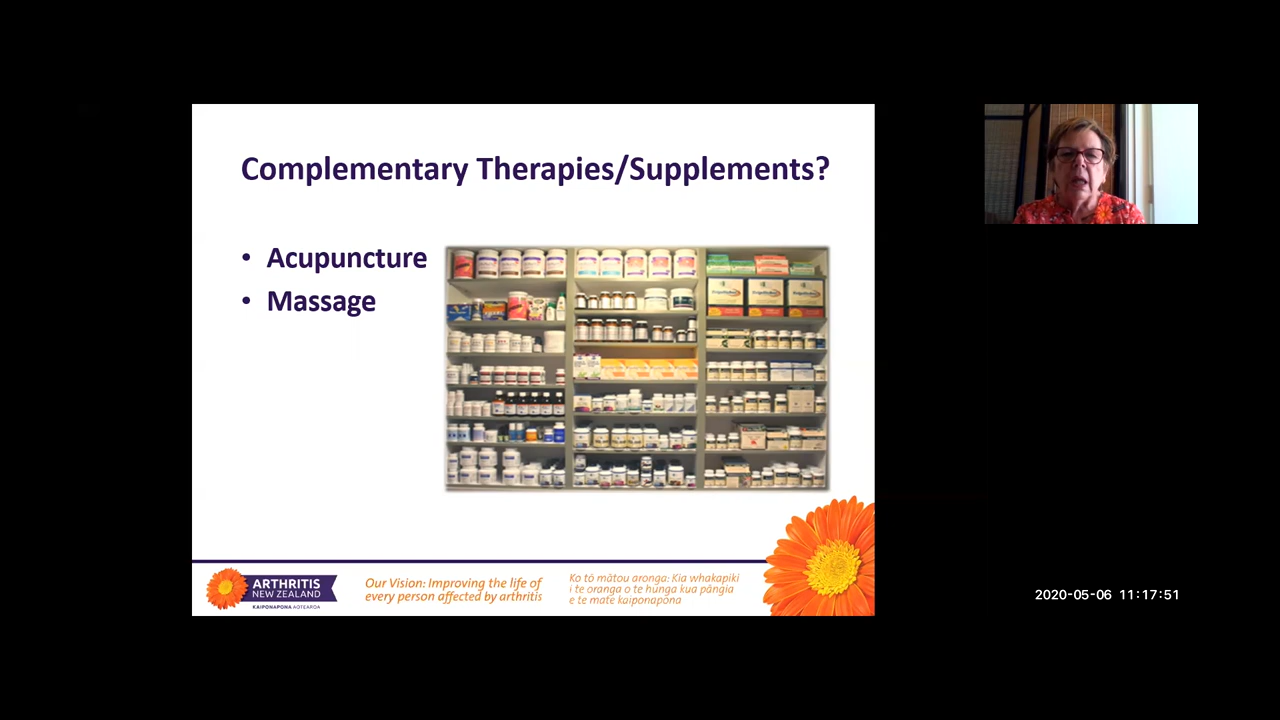 Complementary Therapies/Supplements?
• Acupuncture
• Massage
ARTHRITIS
NEW ZEALAND
KAIPONAPONA AOTEAROA
Our Vision: Improving the life of
every person affected by arthritis
Ko tō mātou aronga: Kia whakapiki
i te oranga o te hunga kua pāngia
e te mate kaiponapona
2020-05-06 11:17:51